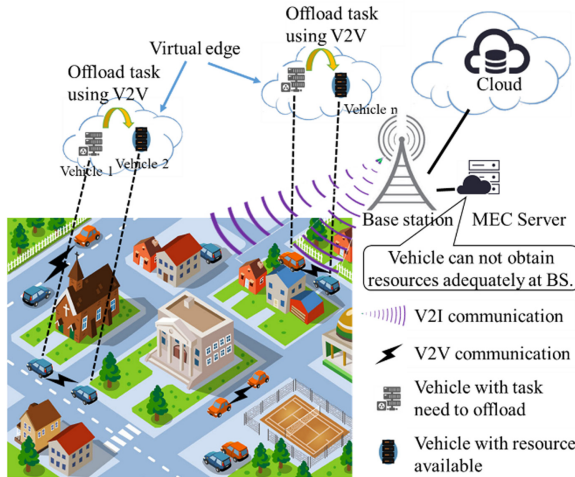 Offload task
using V2V
Virtual edge
Offload task
using V2V
Vehicle n
Cloud
Vehicle 1
Vehicle 2
Base station
MEC Server
Vehicle can not obtain
resources adequately at BS.
V2I communication
V2V communication
Vehicle with task
need to offload
Vehicle with resource
available